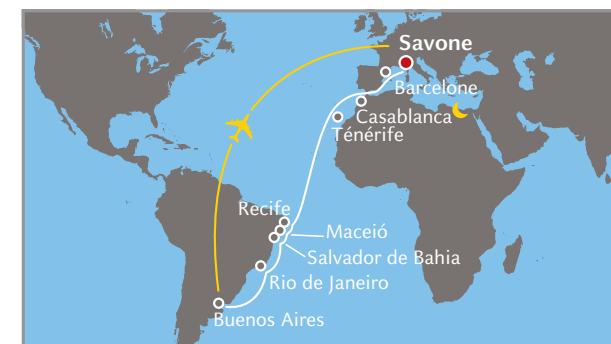 Savone
Barcelone
Casablanca
Ténérife
Recife
Maceió
Salvador de Bahia
Rio de Janeiro
Buenos Aires